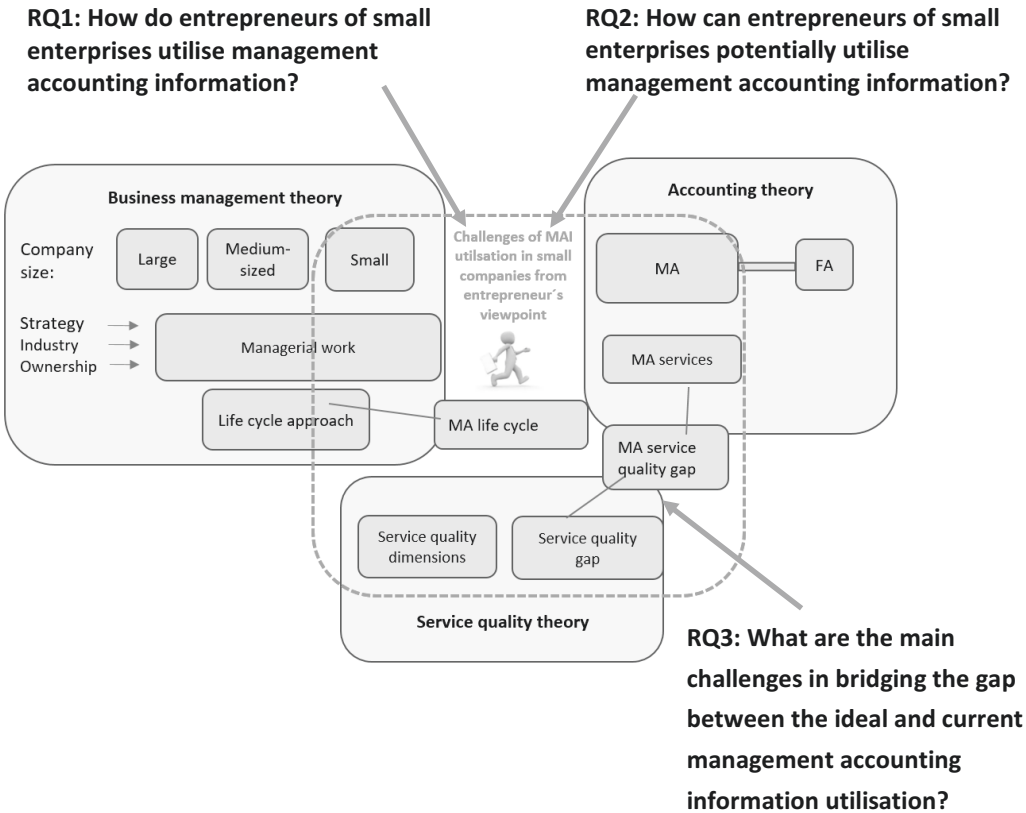 RQ1: How do entrepreneurs of small
enterprises utilise management
accounting information?
RQ2: How can entrepreneurs of small
enterprises potentially utilise
management accounting information?
Business management theory
Company
size:
Large
Medium-
sized
Small
Strategy
Industry
Ownership
Managerial work
Life cycle approach
Challenges of MAI
utilsation in small
companies from
entrepreneur´s
viewpoint
MA life cycle
Accounting theory
MA
FA
MA services
MA service
quality gap
Service quality
dimensions
Service quality
gap
Service quality theory
RQ3: What are the main
challenges in bridging the gap
between the ideal and current
management accounting
information utilisation?